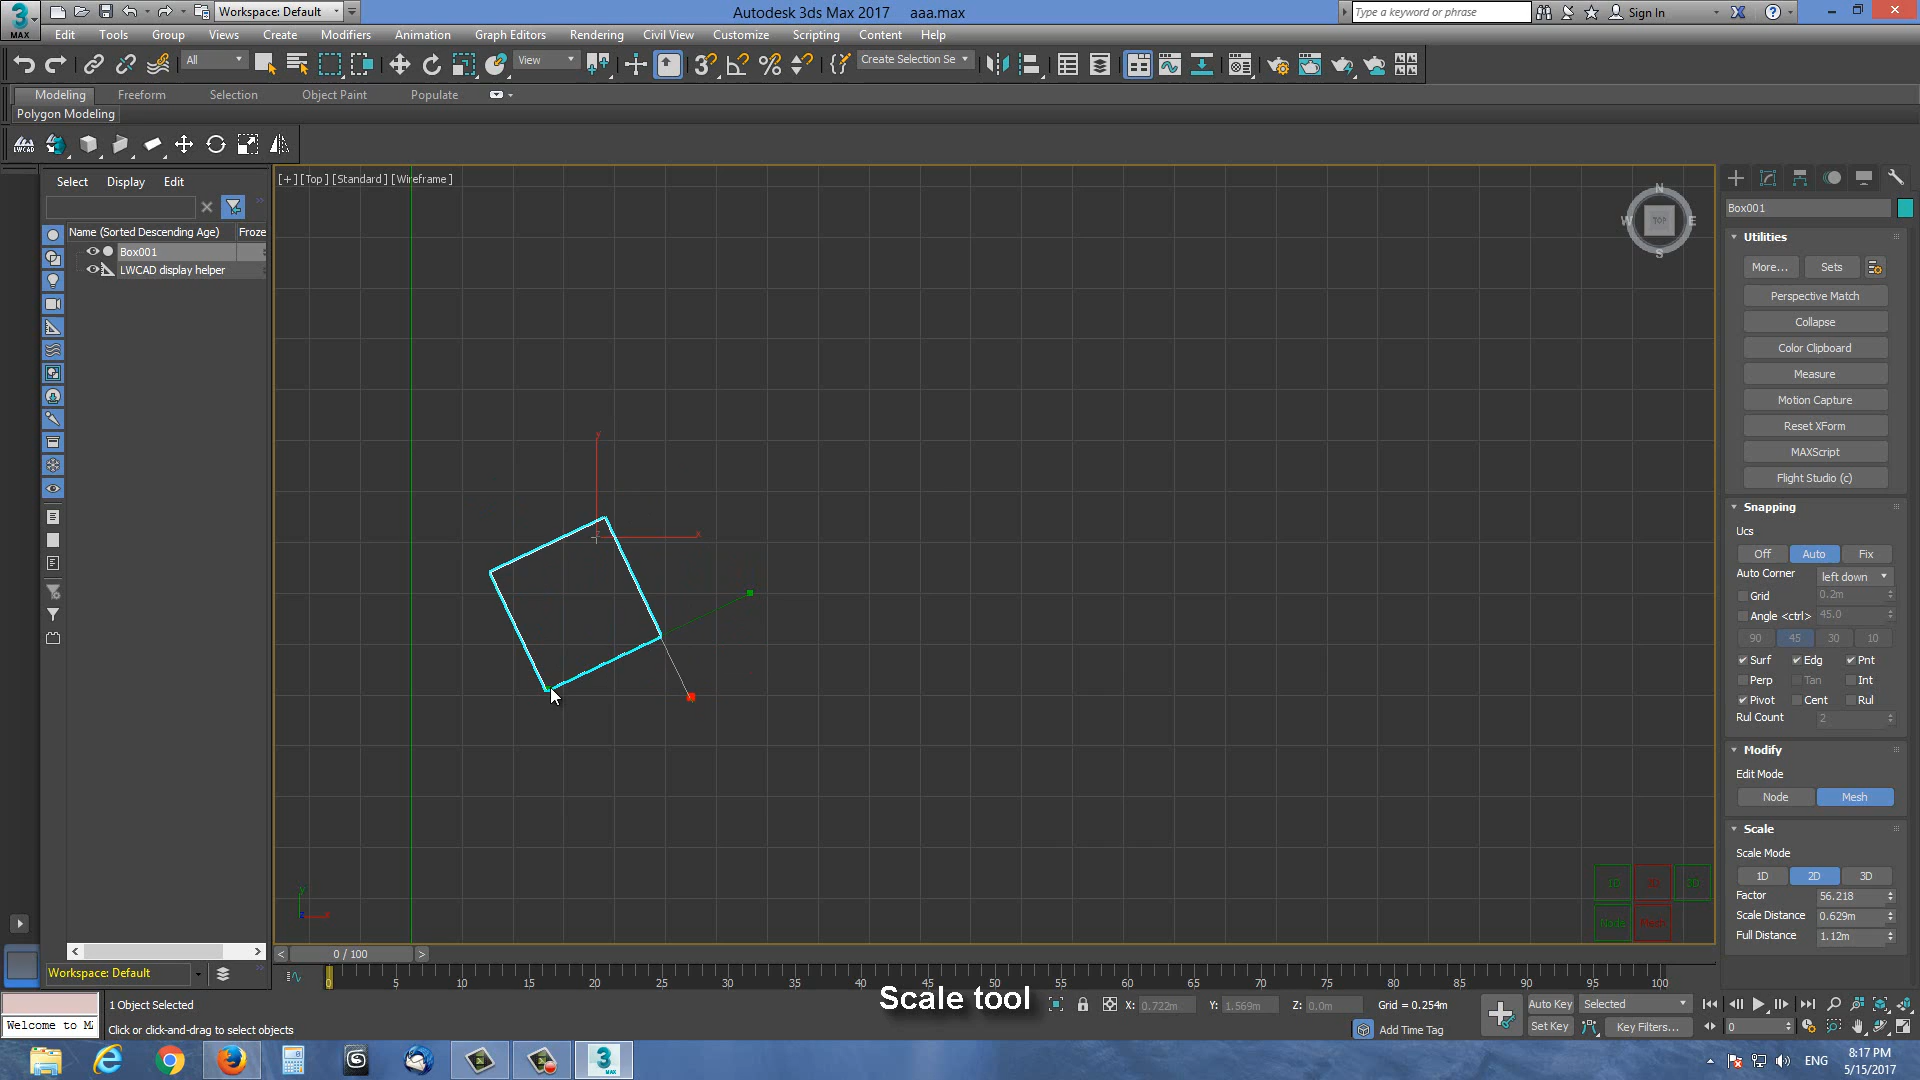 Workspace: Default
Autodesk 3ds Max 2017 aaa.max
Type a keyword or phrase
Sign In
MAX
Edit Tools Group Views Create Modifiers Animation Graph Editors Rendering Civil View Customize Scripting Content Help
All
View
Create Selection Se
Modeling Freeform Selection Object Paint Populate
Polygon Modeling
LWCAD
Select Display Edit
Name (Sorted Descending Age) Froze
Box001
LWCAD display helper
[+] [Top] [Standard] [Wireframe]
N
W TOP E
S
y
x
y
x
1D
3D
Node Mesh
Box001
Utilities
More... Sets
Perspective Match
Collapse
Color Clipboard
Measure
Motion Capture
Reset XForm
MAXScript
Flight Studio (c)
Snapping
Ucs
Off Auto Fix
Auto Corner left down
Grid 0.2m
Angle <ctrl> 45.0
90 45 30 10
Surf Edg Pnt
Perp Tan Int
Pivot Cent Rul
Rul Count 2
Modify
Edit Mode
Node Mesh
Scale
Scale Mode
1D 2D 3D
Factor 56.218
Scale Distance 0.629m
Full Distance 1.12m
< 0 / 100 >
Workspace: Default
0 5 10 15 20 25 30 35 40 45 50 55 60 65 70 75 80 85 90 95 100
Scale tool
1 Object Selected
Welcome to M
Click or click-and-drag to select objects
X: 0.722m Y: 1.569m Z: 0.0m Grid = 0.254m
Add Time Tag
Auto Key Selected
Set Key Key Filters...
0
3
MAX
ENG
8:17 PM
5/15/2017